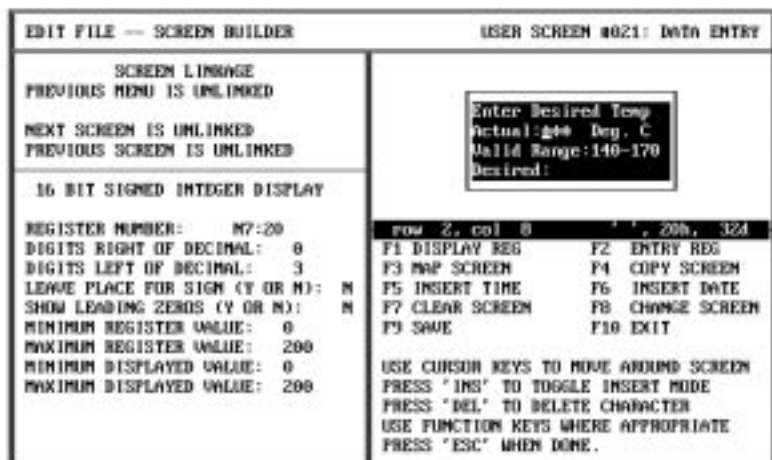 EDIT FILE -- SCREEN BUILDER
USER SCREEN #021: DATA ENTRY
SCREEN LINKAGE
PREVIOUS MENU IS UNLINKED
NEXT SCREEN IS UNLINKED
PREVIOUS SCREEN IS UNLINKED
16 BIT SIGNED INTEGER DISPLAY
REGISTER NUMBER: N7:20
DIGITS RIGHT OF DECIMAL: 0
DIGITS LEFT OF DECIMAL: 3
LEAVE PLACE FOR SIGN (Y OR N): N
SHOW LEADING ZEROS (Y OR N): N
MINIMUM REGISTER VALUE: 0
MAXIMUM REGISTER VALUE: 200
MINIMUM DISPLAYED VALUE: 0
MAXIMUM DISPLAYED VALUE: 200
Enter Desired Temp
Actual: Deg. C
Valid Range:140-170
Desired:
row 2, col 8 ' ', 20h, 32d
F1 DISPLAY REG F2 ENTRY REG
F3 MAP SCREEN F4 COPY SCREEN
F5 INSERT TIME F6 INSERT DATE
F7 CLEAR SCREEN F8 CHANGE SCREEN
F9 SAVE F10 EXIT
USE CURSOR KEYS TO MOVE AROUND SCREEN
PRESS 'INS' TO TOGGLE INSERT MODE
PRESS 'DEL' TO DELETE CHARACTER
USE FUNCTION KEYS WHERE APPROPRIATE
PRESS 'ESC' WHEN DONE.